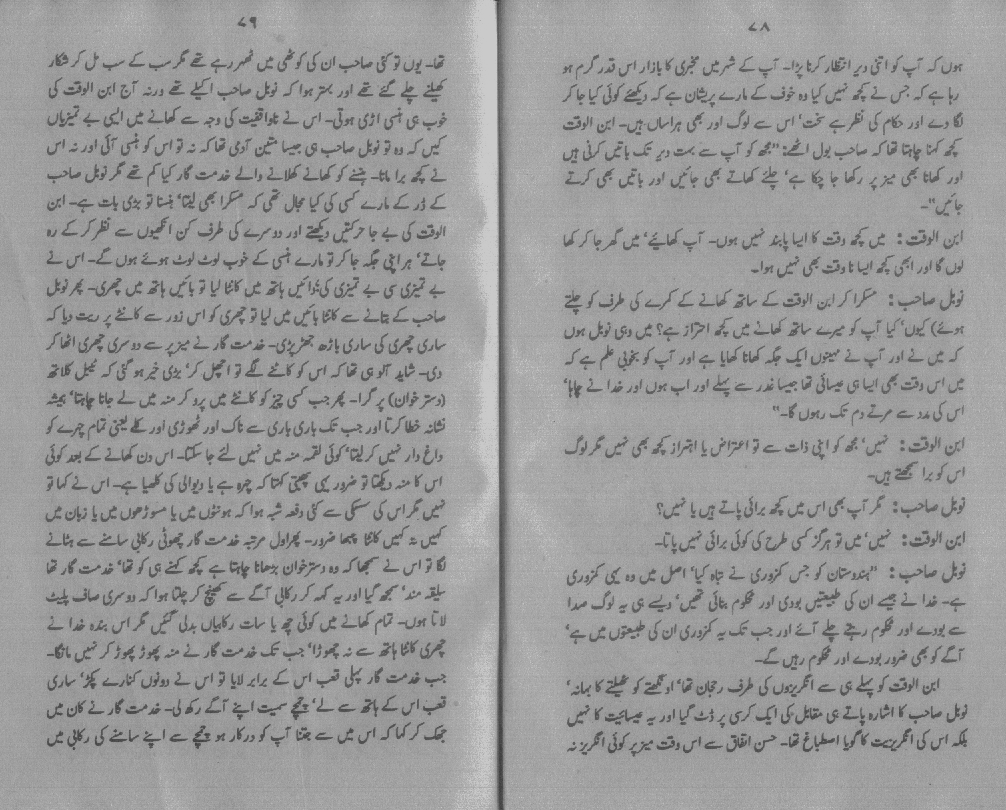 ۷۸
ہوں کہ آپ کو اتنی دیر انتظار کرنا پڑا۔ آپ کے شہر میں مخبری کا بازار اس قدر گرم ہو
رہا ہے کہ جس نے کچھ نہیں کیا وہ خوف کے مارے پریشان ہے کہ دیکھئے کوئی کیا جا کر
لگا دے اور حکام کی نظر ہے سخت‘ اس سے لوگ اور بھی ہراساں ہیں۔ ابن الوقت
کچھ کہنا چاہتا تھا کہ صاحب بول اٹھے: ”مجھ کو آپ سے بہت دیر تک باتیں کرنی ہیں
اور کھانا بھی میز پر رکھا جا چکا ہے‘ چلئے کھاتے بھی جائیں اور باتیں بھی کرتے
جائیں“۔
ابن الوقت: میں کچھ وقت کا ایسا پابند نہیں ہوں۔ آپ کھائیے‘ میں گھر جا کر کھا
لوں گا اور ابھی کچھ ایسا نا وقت بھی نہیں ہوا۔
نوبل صاحب: مسکرا کر ابن الوقت کے ساتھ کھانے کے کمرے کی طرف کو چلتے
ہوئے) کیوں‘ کیا آپ کو میرے ساتھ کھانے میں کچھ احتراز ہے؟ میں وہی نوبل ہوں
کہ میں نے اور آپ نے مہینوں ایک جگہ کھانا کھایا ہے اور آپ کو بخوبی علم ہے کہ
میں اس وقت بھی ایسا ہی عیسائی تھا جیسا غدر سے پہلے اور اب ہوں اور خدا نے چاہا‘
اس کی مدد سے مرتے دم تک رہوں گا۔“
ابن الوقت: نہیں‘ مجھ کو اپنی ذات سے تو اعتراض یا احتراز کچھ بھی نہیں مگر لوگ
اس کو برا سمجھتے ہیں۔
نوبل صاحب: مگر آپ بھی اس میں کچھ برائی پاتے ہیں یا نہیں؟
ابن الوقت: نہیں‘ میں تو ہرگز کسی طرح کی کوئی برائی نہیں پاتا۔
نوبل صاحب: ”ہندوستان کو جس کمزوری نے تباہ کیا‘ اصل میں وہ یہی کمزوری
ہے۔ خدا نے جیسے ان کی طبیعتیں بودی اور محکوم بنائی تھیں‘ ویسے ہی یہ لوگ صدا
سے بودے اور محکوم رہتے چلے آئے اور جب تک یہ کمزوری ان کی طبیعتوں میں ہے‘
آگے کو بھی ضرور بودے اور محکوم رہیں گے۔
ابن الوقت کو پہلے ہی سے انگریزوں کی طرف رجحان تھا‘ اونگھتے کو ٹھیلتے کا بہانہ‘
نوبل صاحب کا اشارہ پاتے ہی مقابل کی ایک کرسی پر ڈٹ گیا اور یہ عیسائیت کا نہیں
بلکہ اس کی انگریزیت کا گویا اصطباغ تھا۔ حسن اتفاق سے اس وقت میز پر کوئی انگریز نہ
۷۹
تھا۔ یوں تو کئی صاحب ان کی کوٹھی میں ٹھہر رہے تھے مگر سب کے سب مل کر شکار
کھیلنے چلے گئے تھے اور بہتر ہوا کہ نوبل صاحب اکیلے تھے ورنہ آج ابن الوقت کی
خوب ہی ہنسی اڑی ہوتی۔ اس نے ناواقفیت کی وجہ سے کھانے میں ایسی بے تمیزیاں
کیں کہ وہ تو نوبل صاحب ہی جیسا متین آدمی تھا کہ نہ تو اس کو ہنسی آئی اور نہ اس
نے کچھ برا مانا۔ ہنسنے کو کھانے کھلانے والے خدمت گار کیا کم تھے مگر نوبل صاحب
کے ڈر کے مارے کسی کی کیا مجال تھی کہ مسکرا بھی لیتا‘ ہنسنا تو بڑی بات ہے۔ ابن
الوقت کی بے جا حرکتیں دیکھتے اور دوسرے کی طرف کن انکھیوں سے نظر کر کے رہ
جاتے‘ ہر اپنی جگہ جا کر تو مارے ہنسی کے خوب لوٹ لوٹ ہوئے ہوں گے۔ اس نے
بے تمیزی سی بے تمیزی کی‘ دائیں ہاتھ میں کانٹا لیا تو بائیں ہاتھ میں چھری۔ پھر نوبل
صاحب کے بتانے سے کانٹا بائیں میں لیا تو چھری کو اس زور سے کانٹے پر ریت دیا کہ
ساری چھری کی ساری باڑھ جھڑ پڑی۔ خدمت گار نے میز پر سے دوسری چھری اٹھا کر
دی۔ شاید آلو ہی تھا کہ اس کو کاٹنے لگے تو اچھل کر‘ بڑی خیر ہو گئی کہ ٹیبل کلاتھ
(دستر خوان) پر گرا۔ پھر جب کسی چیز کو کانٹے میں پرو کر منہ میں لے جانا چاہتا‘ ہمیشہ
نشانہ خطا کرتا اور جب تک باری باری سے ناک اور ٹھوڑی اور کلے یعنی تمام چہرے کو
داغ دار نہیں کر لیتا‘ کوئی لقمہ منہ میں نہیں لئے جا سکتا۔ اس دن کھانے کے بعد کوئی
اس کا منہ دیکھتا تو ضرور یہی پھبتی کہتا کہ چہرہ ہے یا دیوالی کی کلھیا ہے۔ اس نے کہا تو
نہیں مگر اس کی سسکی سے کئی دفعہ شبہ ہوا کہ ہونٹوں میں یا مسوڑھوں میں یا زبان میں
کہیں نہ کہیں کانٹا چبھا ضرور۔ پھر اول مرتبہ خدمت گار چھوٹی رکابی سامنے سے ہٹانے
لگا تو اس نے سمجھا کہ وہ دسترخوان بڑھانا چاہتا ہے کچھ کہنے ہی کو تھا‘ خدمت گار تھا
سلیقہ مند‘ سمجھ گیا اور یہ کہہ کر رکابی آگے سے کھینچ کر چلتا ہوا کہ دوسری صاف پلیٹ
لاتا ہوں۔ تمام کھانے میں کوئی چھ یا سات رکابیاں بدلی گئیں مگر اس بندہ خدا نے
چھری کانٹا ہاتھ سے نہ چھوڑا‘ جب تک خدمت گار نے منہ پھوڑ پھوڑ کر نہیں مانگا۔
جب خدمت گار پہلی قعب اس کے برابر لایا تو اس نے دونوں کنارے پکڑ‘ ساری
قعب اس کے ہاتھ سے لے‘ چمچے سمیت اپنے آگے رکھ لی۔ خدمت گار نے کان میں
جھک کر کہا کہ اس میں سے جتنا آپ کو درکار ہو چمچے سے اپنے سامنے کی رکابی میں